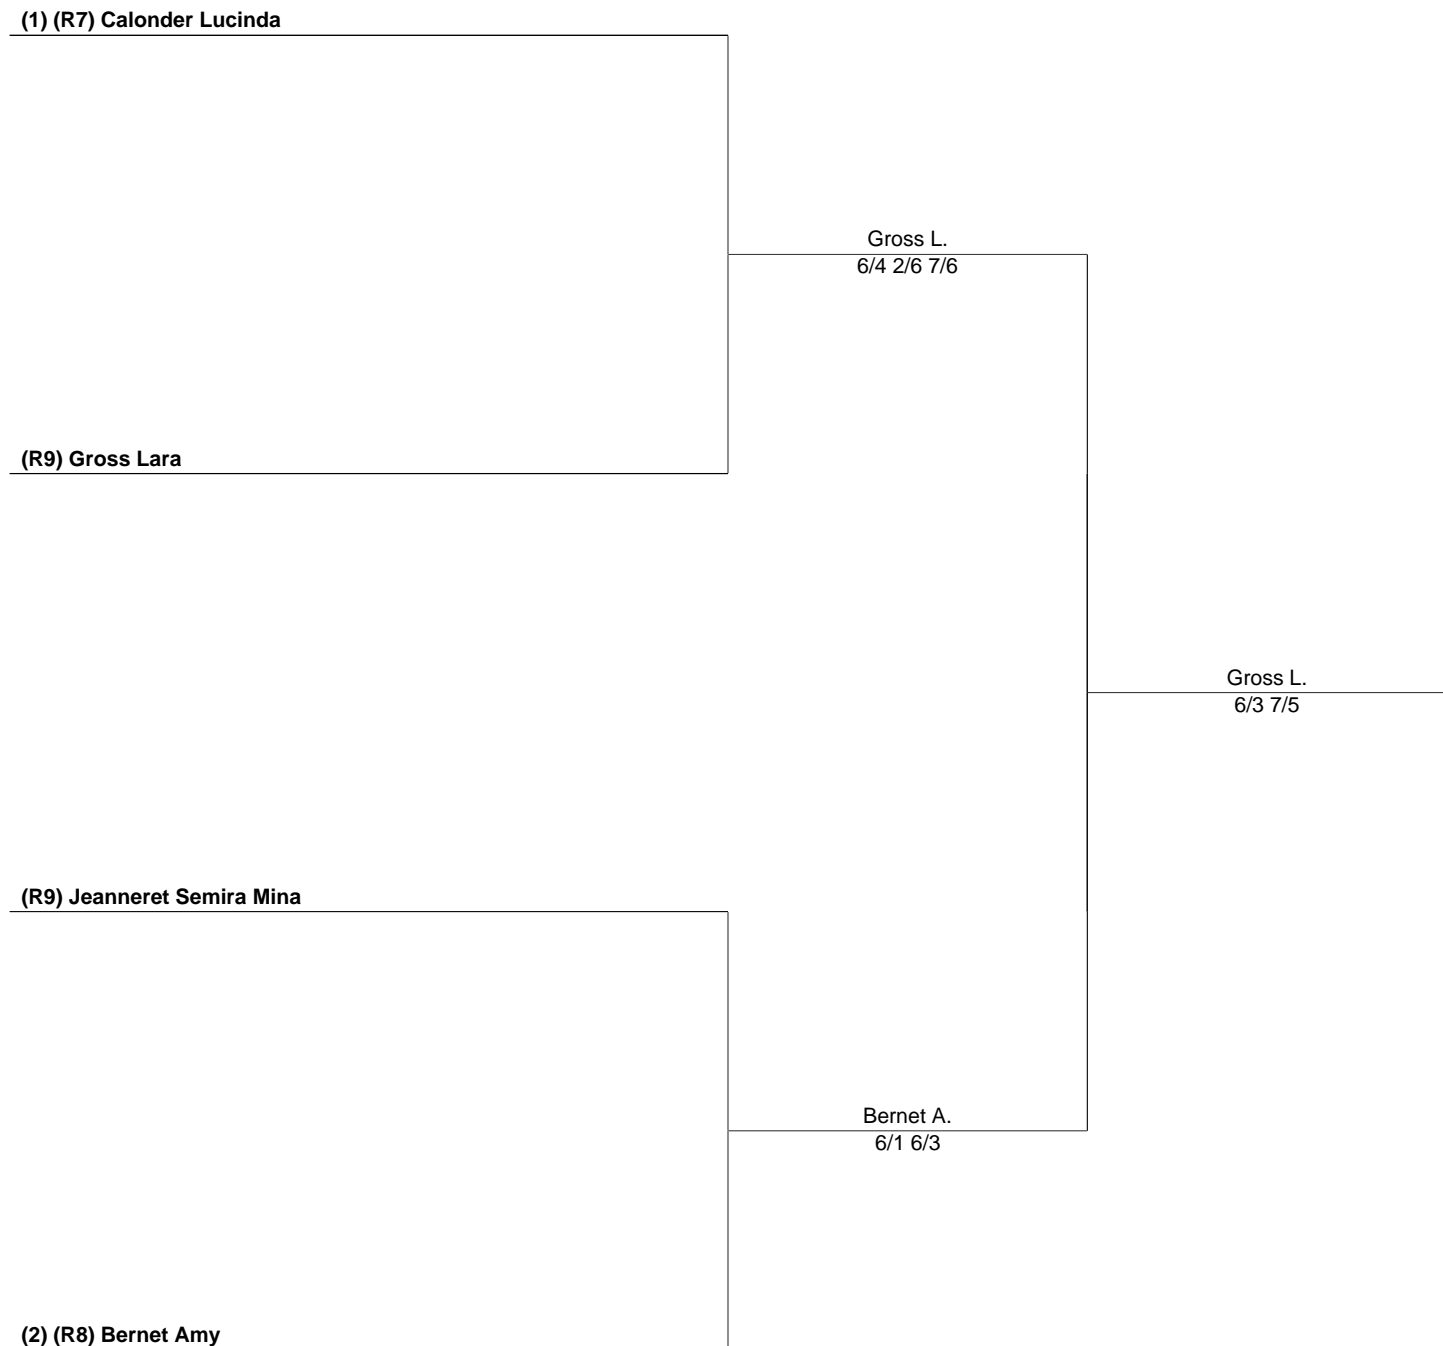 (1) (R7) Calonder Lucinda
Gross L.
6/4 2/6 7/6
(R9) Gross Lara
Gross L.
6/3 7/5
(R9) Jeanneret Semira Mina
Bernet A.
6/1 6/3
(2) (R8) Bernet Amy